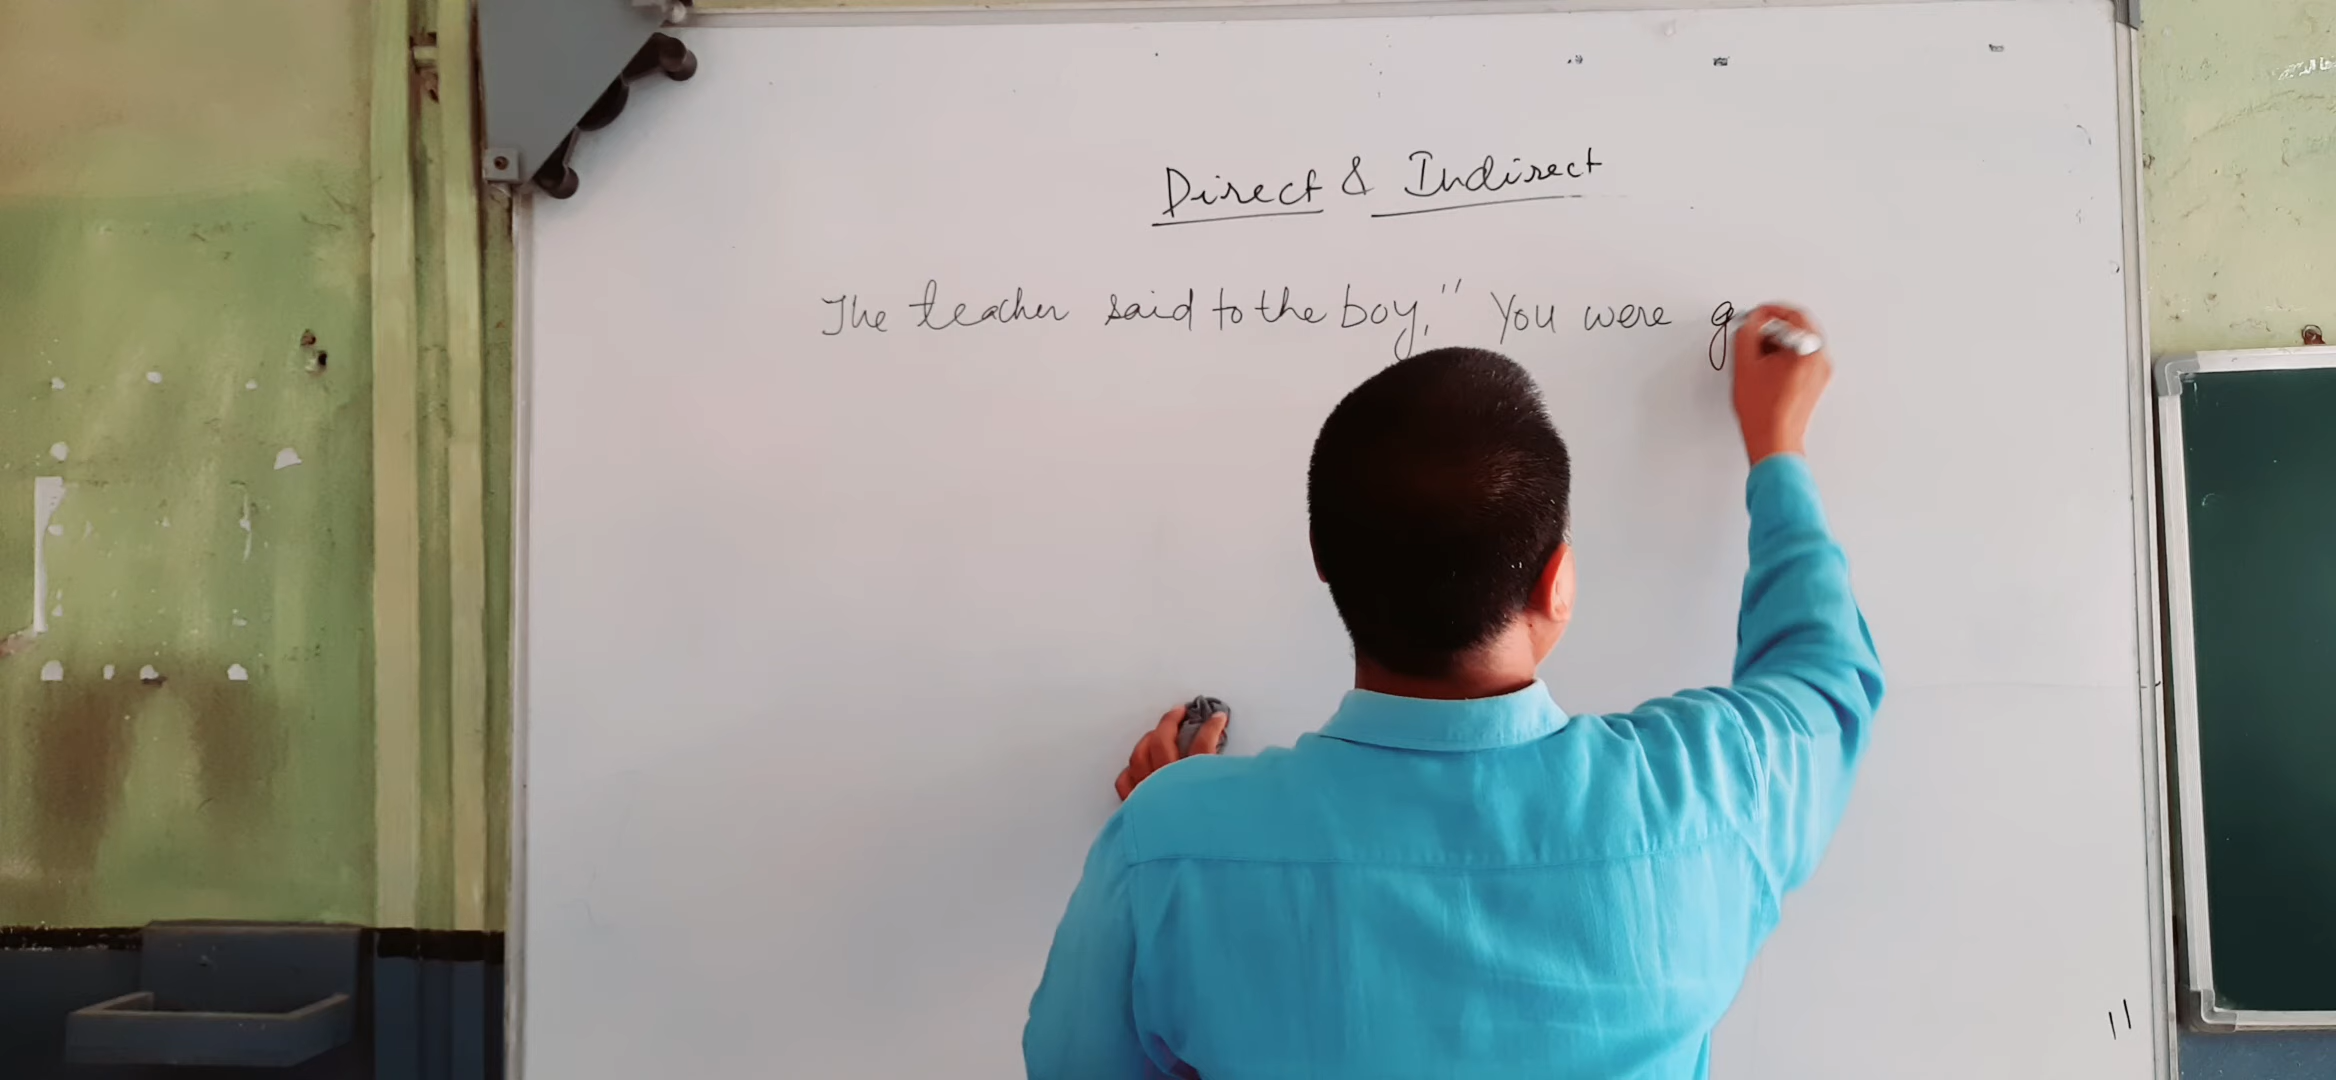 Direct & Indirect
The teacher said to the boy," You were g